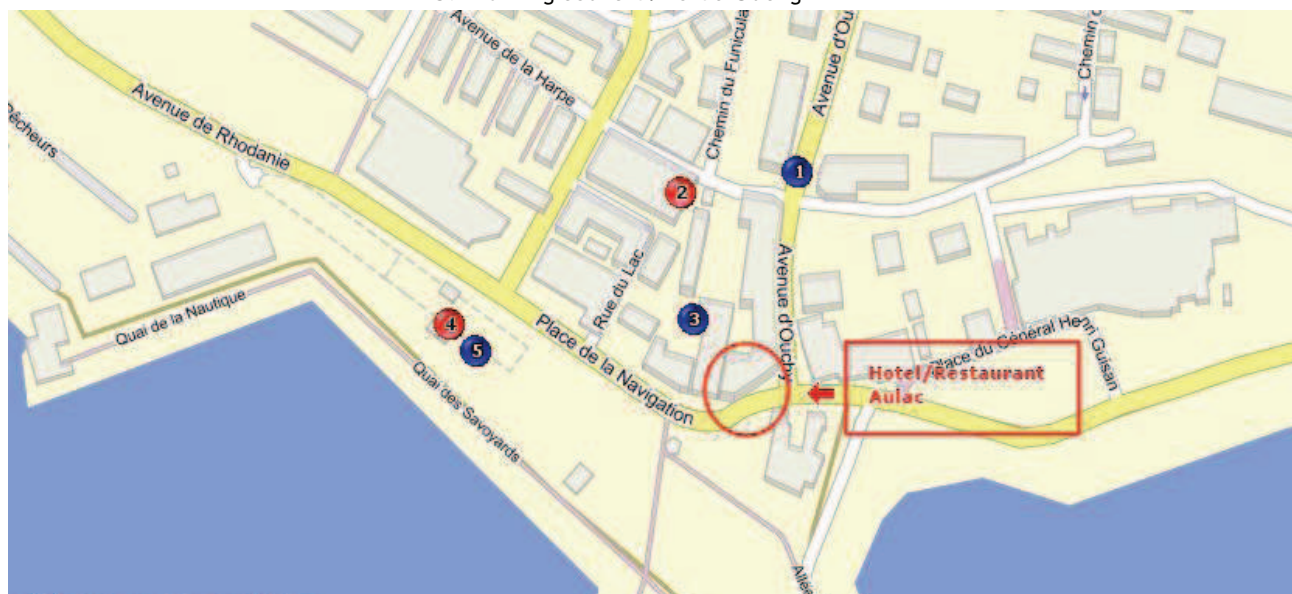 Avenue de la Harpe
Chemin du Funicula
Avenue d'Ou
Chemin d
Avenue de Rhodanie
Pêcheurs
1
2
Rue du Lac
Avenue d'Ouchy
Quai de la Nautique
3
4
5
Place de la Navigation
Place du Général Henri Guisan
Hotel/Restaurant
Aulac
Quai des Savoyards
Allée